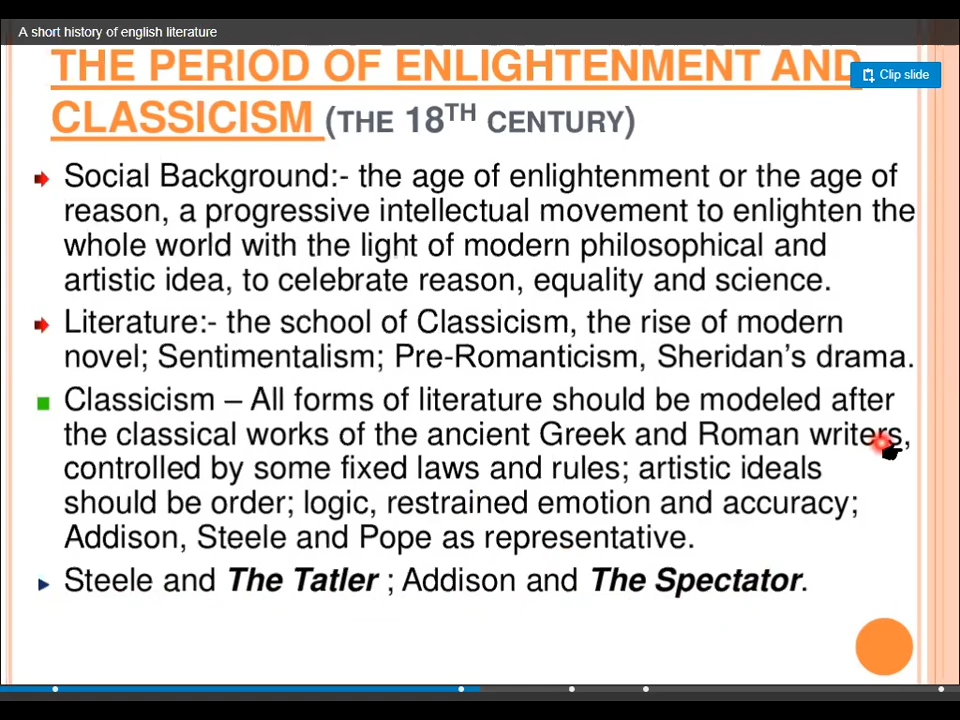 A short history of english literature
THE PERIOD OF ENLIGHTENMENT AND
Clip slide
CLASSICISM (THE 18TH CENTURY)
Social Background:- the age of enlightenment or the age of
reason, a progressive intellectual movement to enlighten the
whole world with the light of modern philosophical and
artistic idea, to celebrate reason, equality and science.
Literature:- the school of Classicism, the rise of modern
novel; Sentimentalism; Pre-Romanticism, Sheridan's drama.
Classicism – All forms of literature should be modeled after
the classical works of the ancient Greek and Roman writers,
controlled by some fixed laws and rules; artistic ideals
should be order; logic, restrained emotion and accuracy;
Addison, Steele and Pope as representative.
Steele and The Tatler ; Addison and The Spectator.